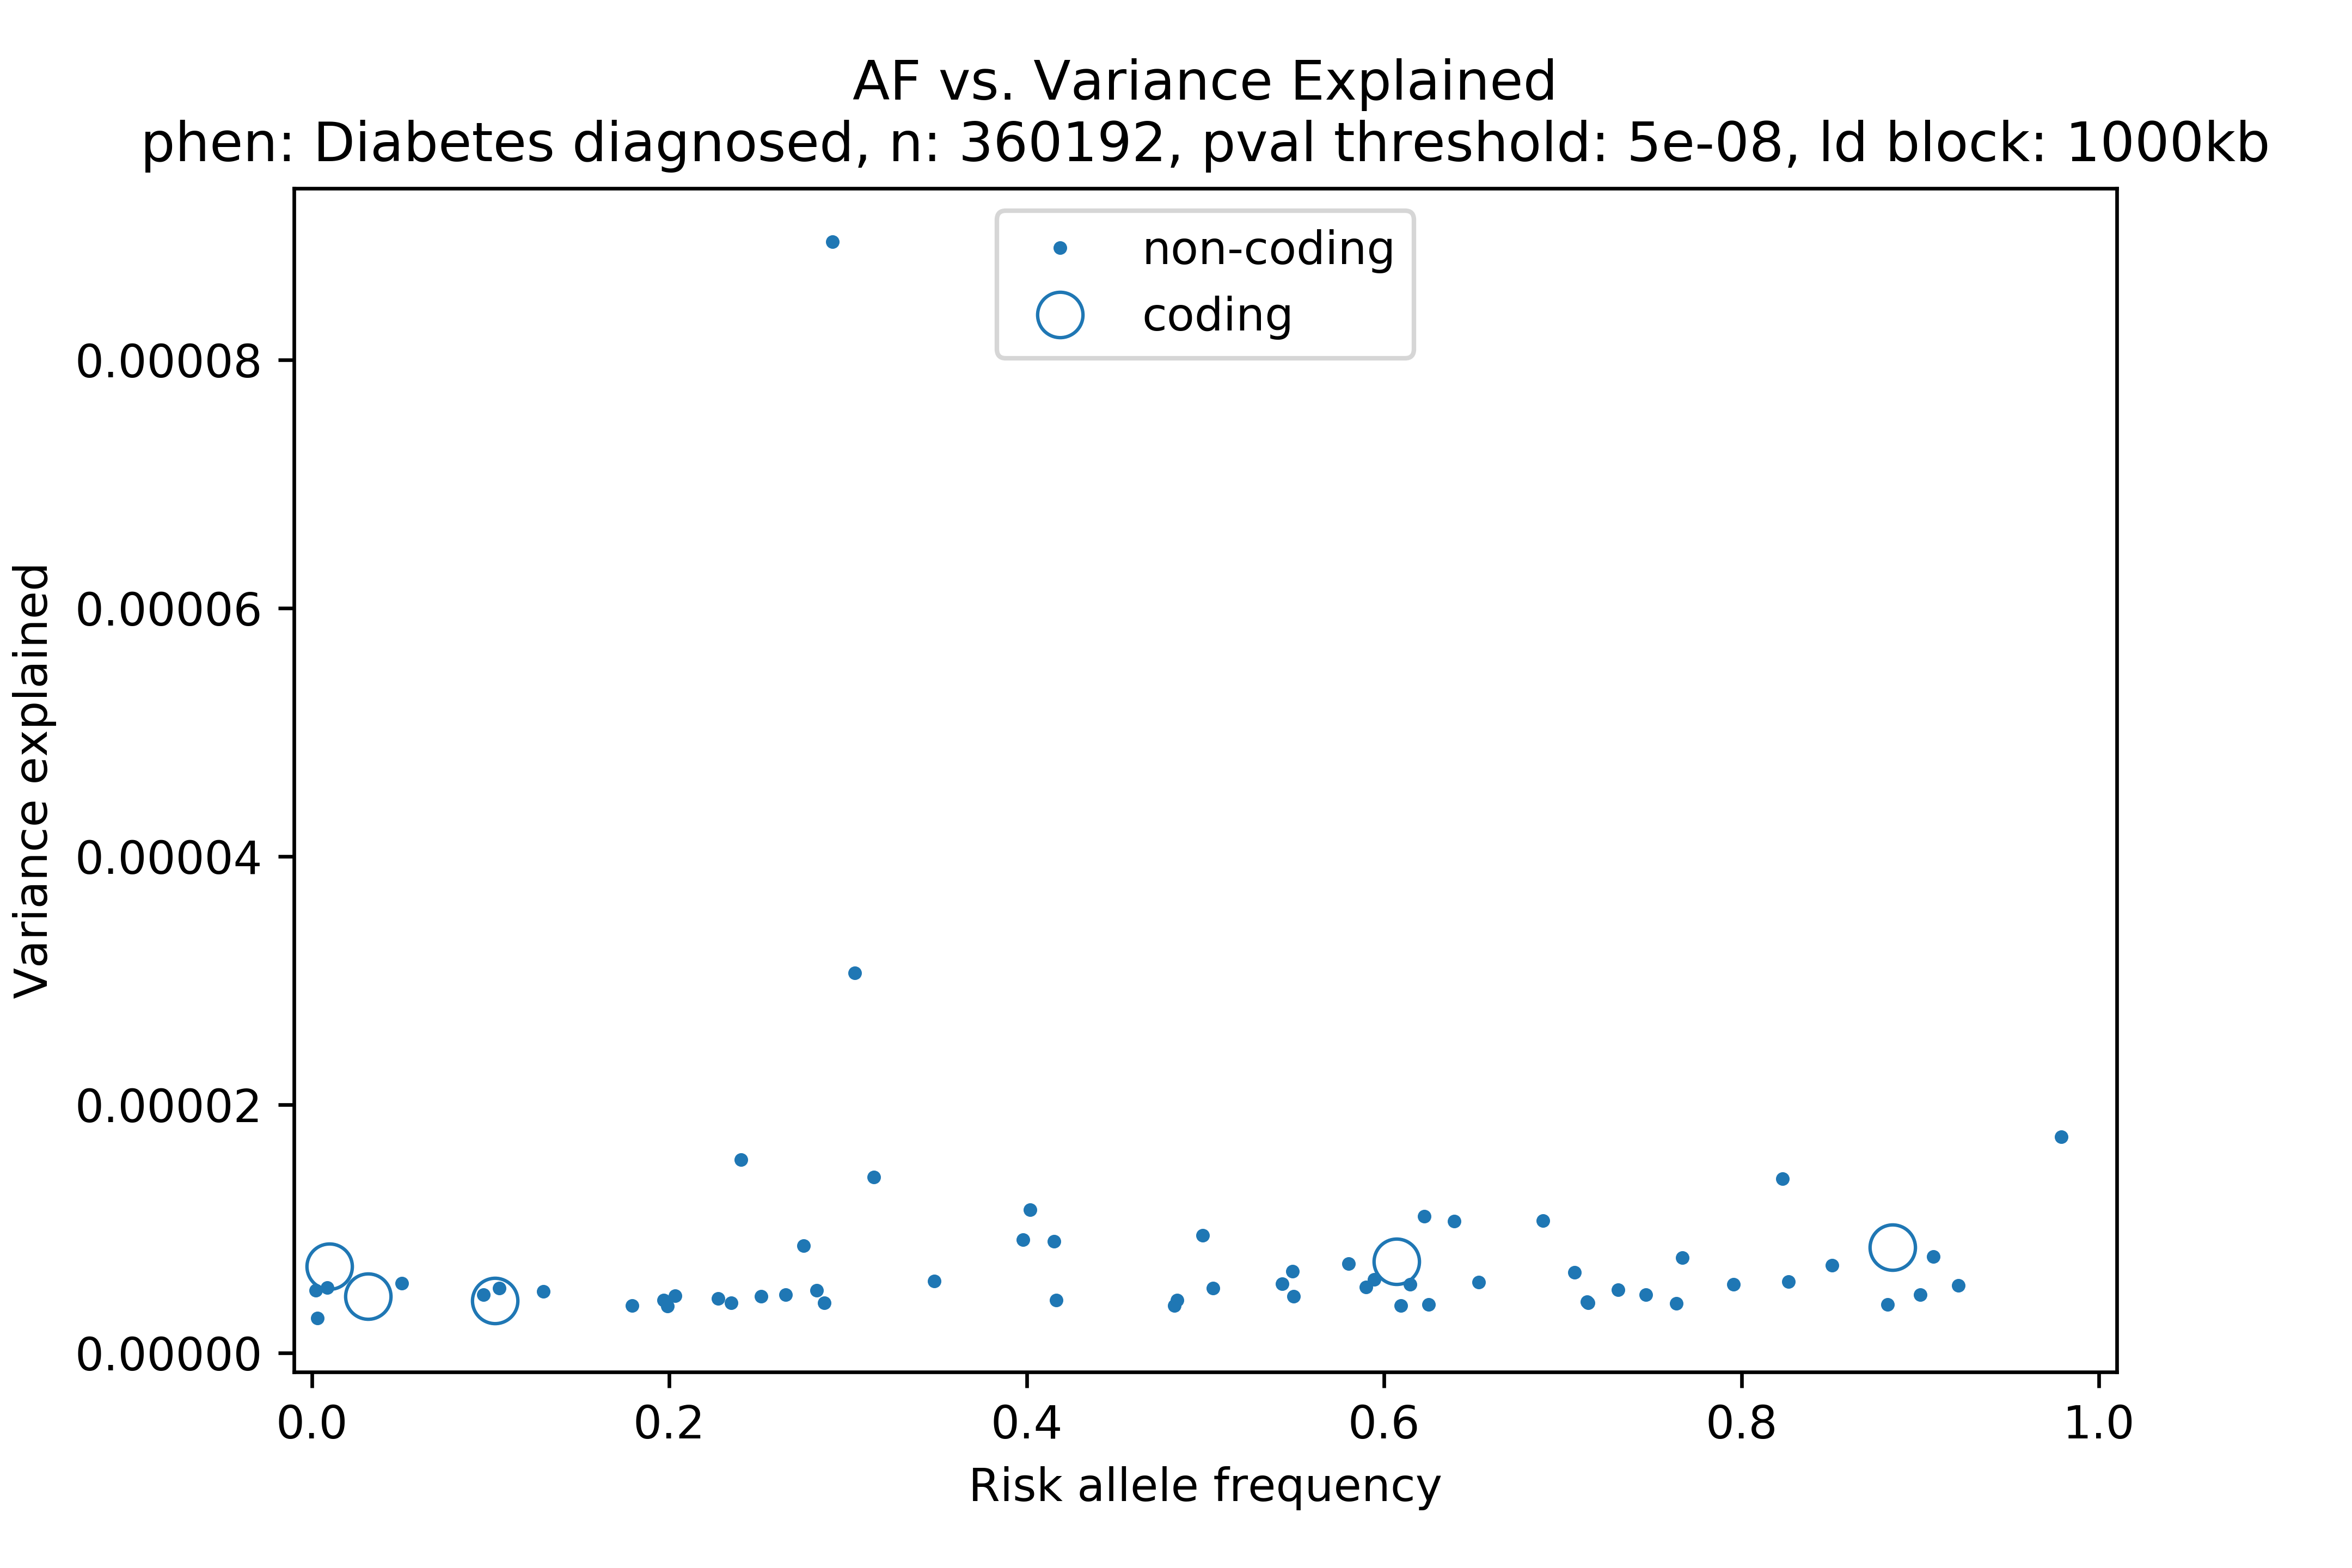 AF vs. Variance Explained
phen: Diabetes diagnosed, n: 360192, pval threshold: 5e-08, ld block: 1000kb
non-coding
coding
0.00008
0.00006
0.00004
0.00002
0.00000
Variance explained
0.0 0.2 0.4 0.6 0.8 1.0
Risk allele frequency